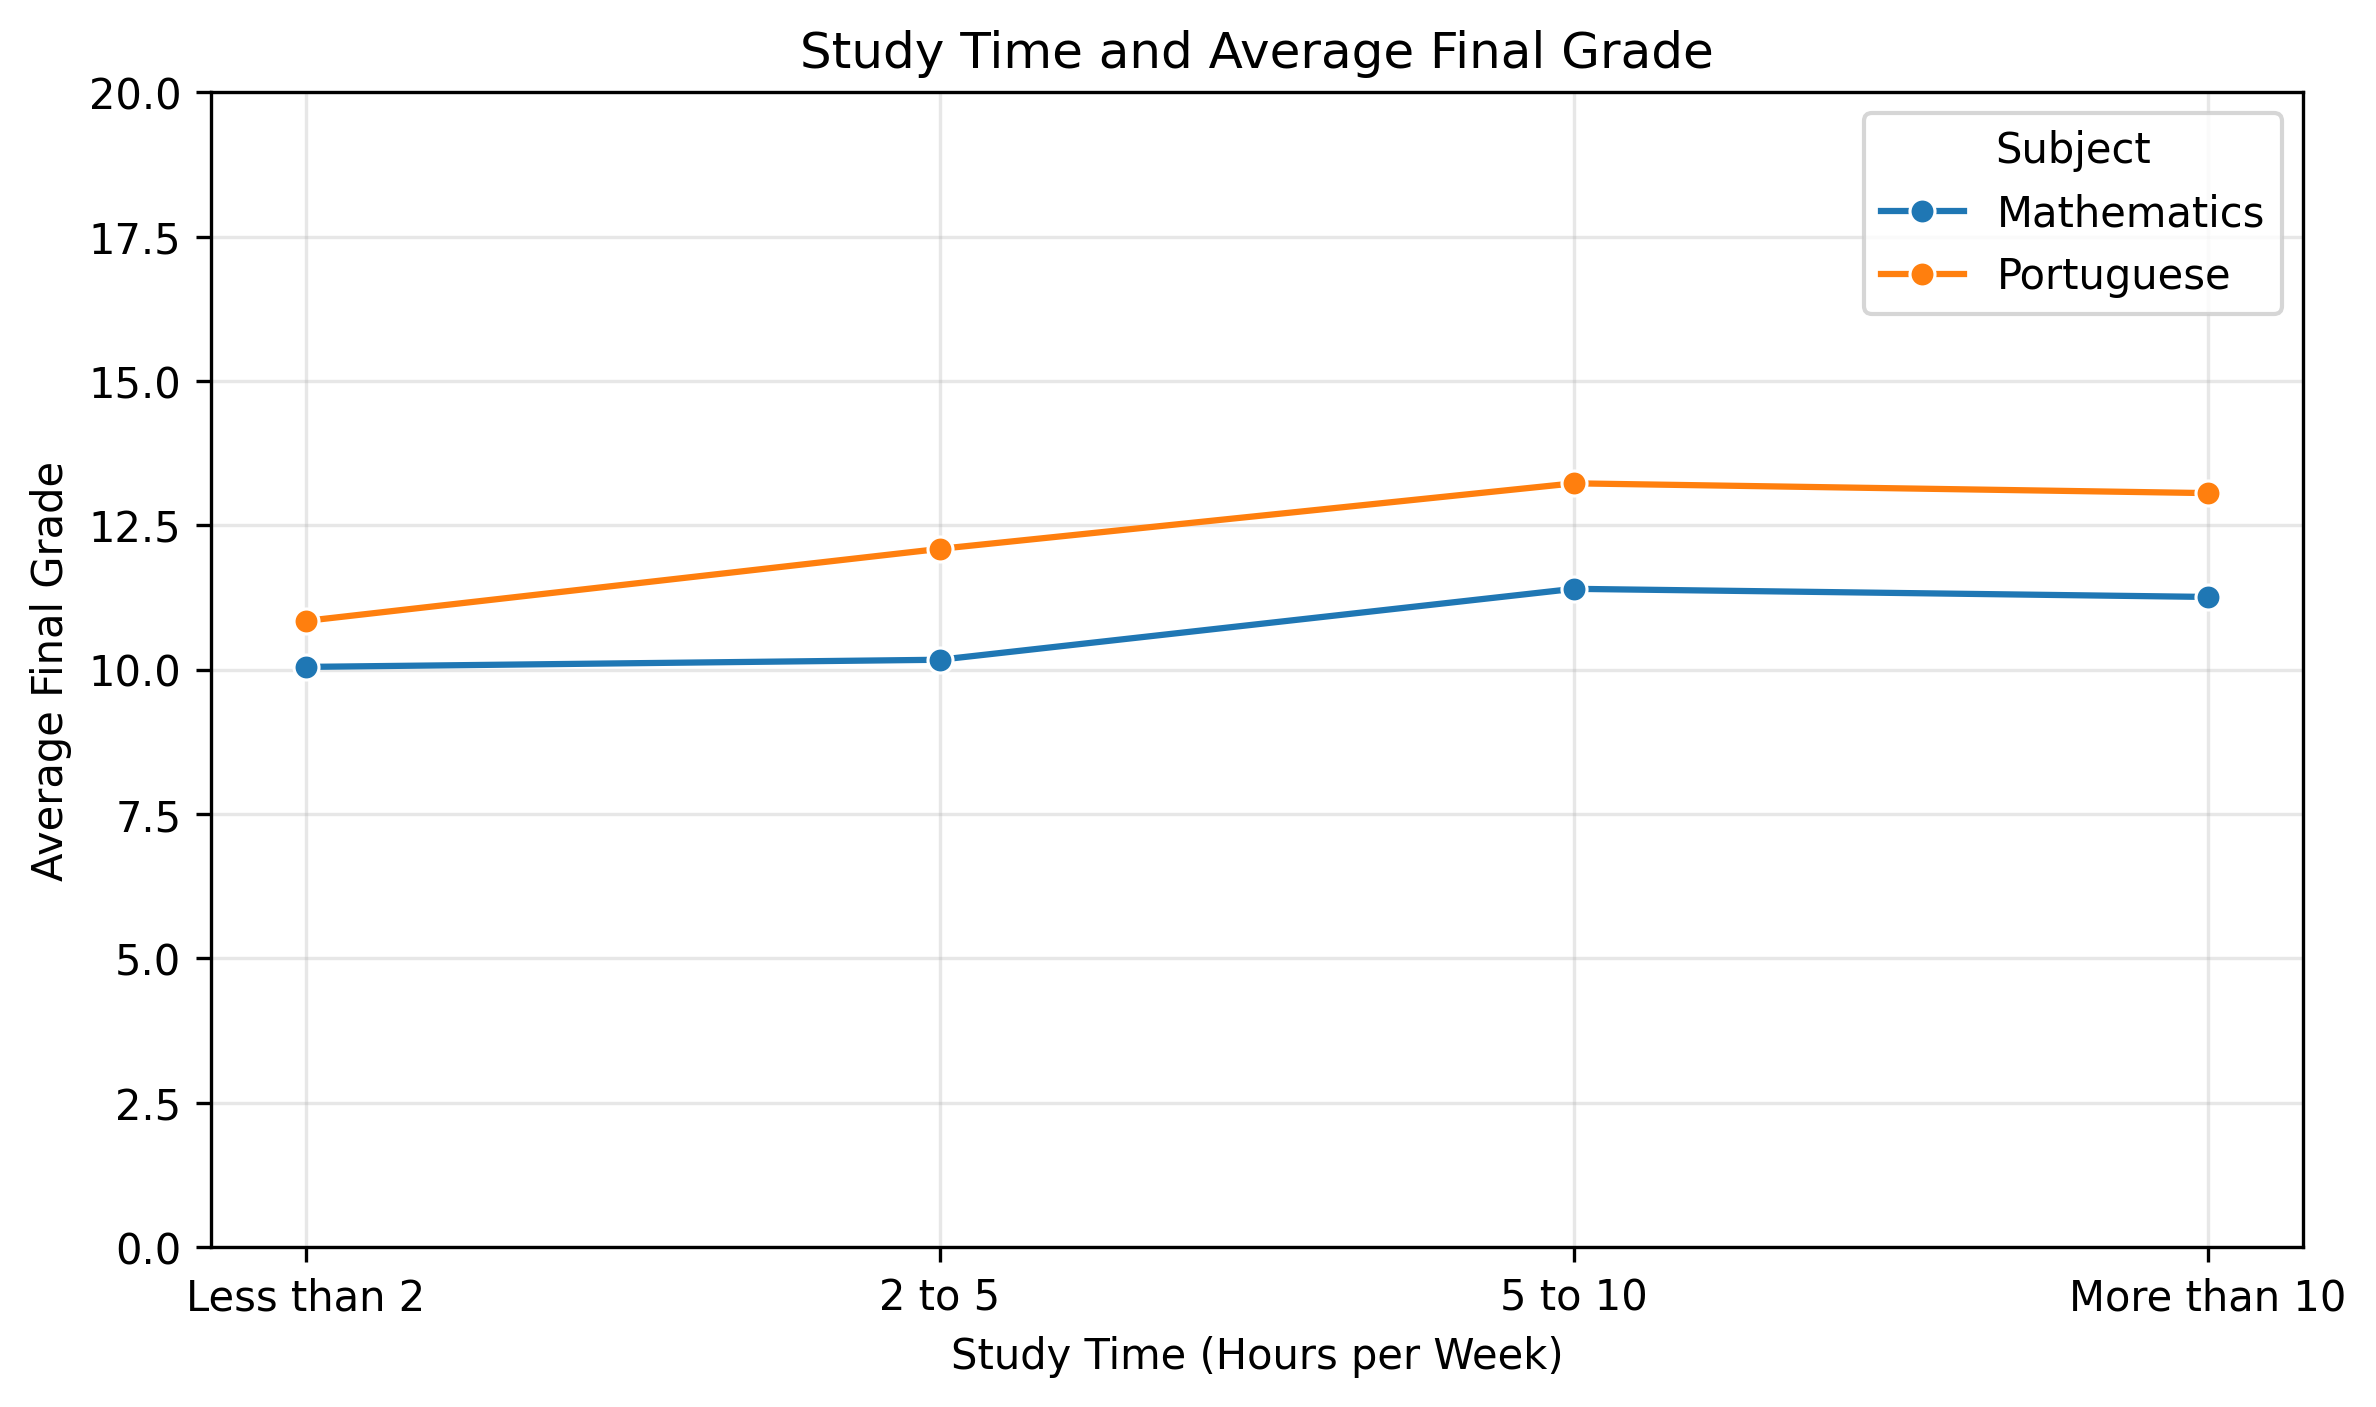 Study Time and Average Final Grade
20.0
17.5
15.0
12.5
10.0
7.5
5.0
2.5
0.0
Average Final Grade
Subject
Mathematics
Portuguese
Less than 2
2 to 5
5 to 10
More than 10
Study Time (Hours per Week)